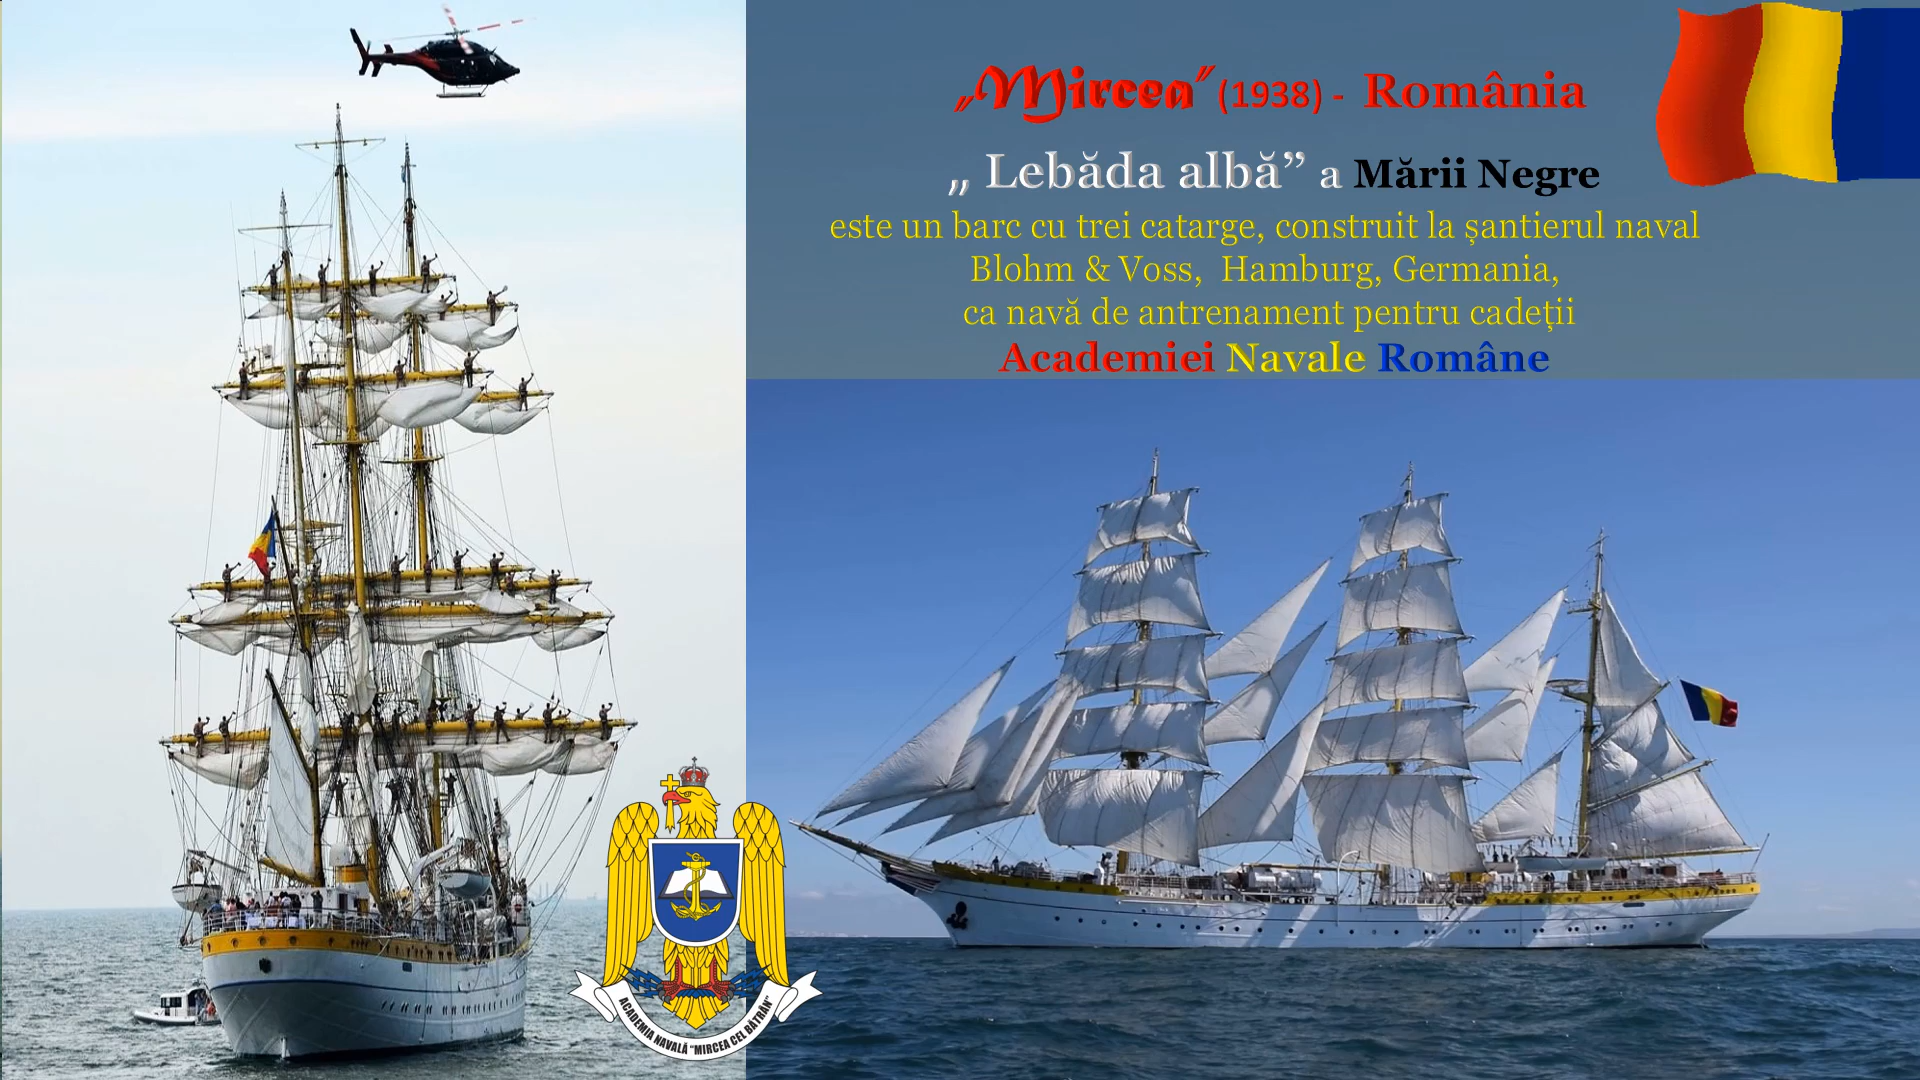 „Mircea” (1938) - România
„ Lebăda albă” a Mării Negre
este un barc cu trei catarge, construit la șantierul naval
Blohm & Voss, Hamburg, Germania,
ca navă de antrenament pentru cadeții
Academiei Navale Române
ACADEMIA NAVALĂ "MIRCEA CEL BĂTRÂN"